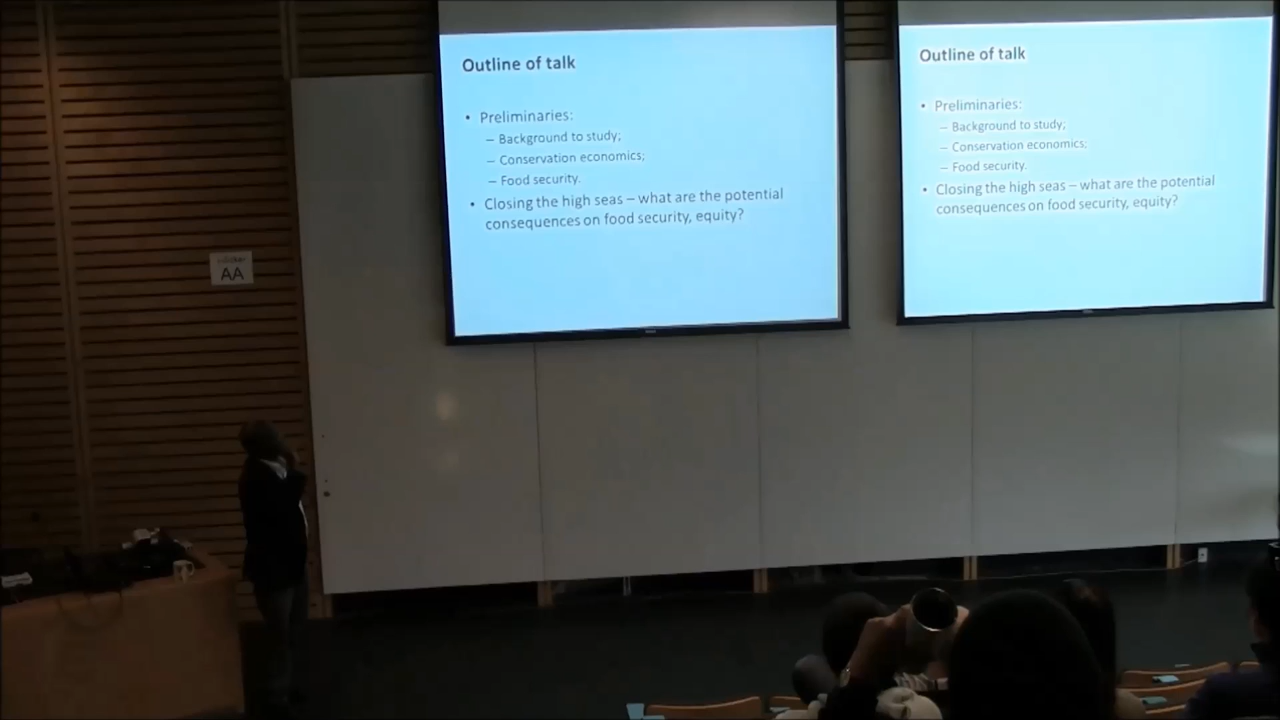 Outline of talk
• Preliminaries:
– Background to study;
– Conservation economics;
– Food security.
• Closing the high seas – what are the potential
consequences on food security, equity?
Outline of talk
• Preliminaries:
– Background to study;
– Conservation economics;
– Food security.
• Closing the high seas – what are the potential
consequences on food security, equity?
AA